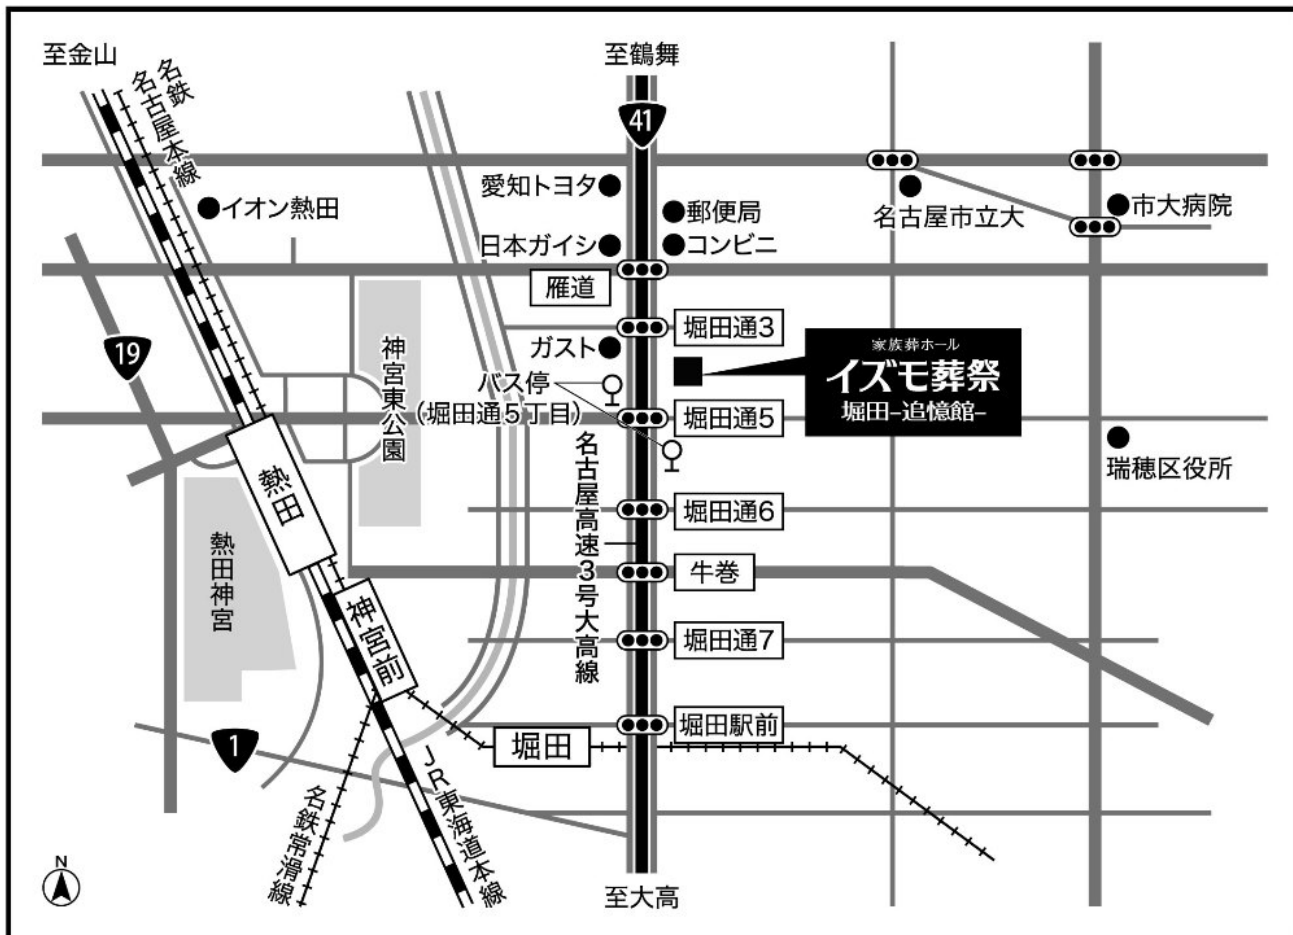 至金山
至鶴舞
名鉄
名古屋本線
41
愛知トヨタ
郵便局
名古屋市立大
市大病院
イオン熱田
日本ガイシ
コンビニ
雁道
堀田通3
19
神宮東公園
ガスト
家族葬ホール
イズモ葬祭
堀田−追憶館−
バス停
(堀田通5丁目)
堀田通5
瑞穂区役所
熱田
名古屋高速3号大高線
堀田通6
熱田神宮
牛巻
神宮前
堀田通7
1
堀田駅前
堀田
名鉄常滑線
JR東海道本線
N
至大高